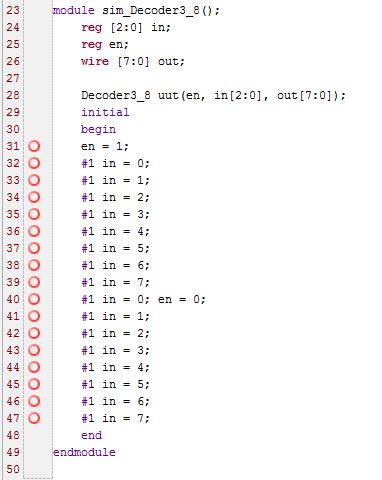 23 module sim_Decoder3_8();
24 reg [2:0] in;
25 reg en;
26 wire [7:0] out;
27
28 Decoder3_8 uut(en, in[2:0], out[7:0]);
29 initial
30 begin
31 en = 1;
32 #1 in = 0;
33 #1 in = 1;
34 #1 in = 2;
35 #1 in = 3;
36 #1 in = 4;
37 #1 in = 5;
38 #1 in = 6;
39 #1 in = 7;
40 #1 in = 0; en = 0;
41 #1 in = 1;
42 #1 in = 2;
43 #1 in = 3;
44 #1 in = 4;
45 #1 in = 5;
46 #1 in = 6;
47 #1 in = 7;
48 end
49 endmodule
50